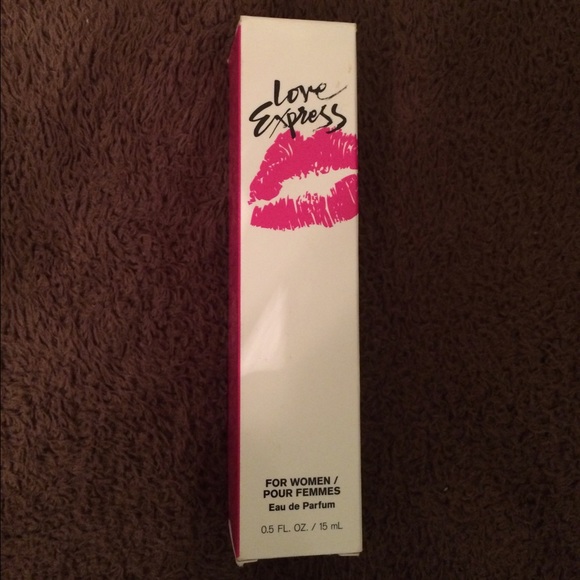 Love
Express
FOR WOMEN /
POUR FEMMES
Eau de Parfum
0.5 FL. OZ. / 15 mL